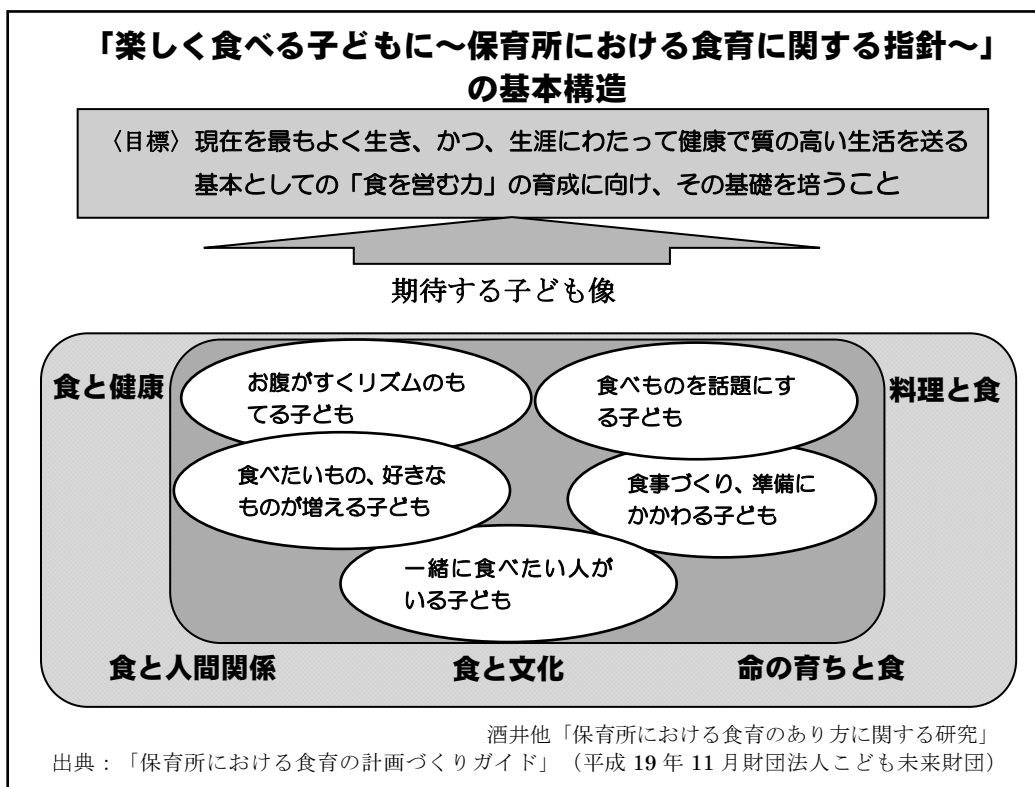 「楽しく食べる子どもに～保育所における食育に関する指針～」
の基本構造
〈目標〉現在を最もよく生き、かつ、生涯にわたって健康で質の高い生活を送る
基本としての「食を営む力」の育成に向け、その基礎を培うこと
期待する子ども像
食と健康
お腹がすくリズムのも
てる子ども
食べものを話題にす
る子ども
料理と食
食べたいもの、好きな
ものが増える子ども
食事づくり、準備に
かかわる子ども
一緒に食べたい人が
いる子ども
食と人間関係
食と文化
命の育ちと食
酒井他「保育所における食育のあり方に関する研究」
出典：「保育所における食育の計画づくりガイド」（平成 19 年 11 月財団法人こども未来財団）